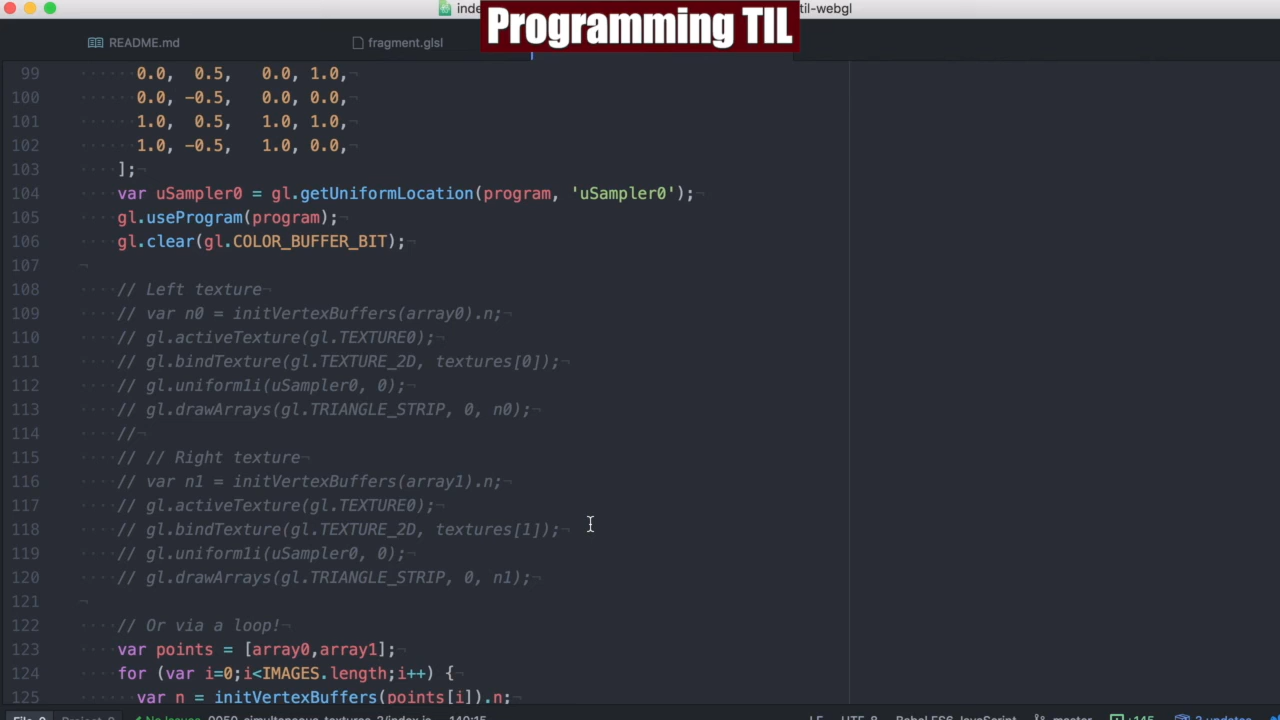 inde
Programming TIL
til-webgl
README.md
fragment.glsl
99 0.0, 0.5, 0.0, 1.0,
100 0.0, -0.5, 0.0, 0.0,
101 1.0, 0.5, 1.0, 1.0,
102 1.0, -0.5, 1.0, 0.0,
103 ];
104 var uSampler0 = gl.getUniformLocation(program, 'uSampler0');
105 gl.useProgram(program);
106 gl.clear(gl.COLOR_BUFFER_BIT);
107
108 // Left texture
109 // var n0 = initVertexBuffers(array0).n;
110 // gl.activeTexture(gl.TEXTURE0);
111 // gl.bindTexture(gl.TEXTURE_2D, textures[0]);
112 // gl.uniform1i(uSampler0, 0);
113 // gl.drawArrays(gl.TRIANGLE_STRIP, 0, n0);
114 //
115 // // Right texture
116 // var n1 = initVertexBuffers(array1).n;
117 // gl.activeTexture(gl.TEXTURE0);
118 // gl.bindTexture(gl.TEXTURE_2D, textures[1]);
119 // gl.uniform1i(uSampler0, 0);
120 // gl.drawArrays(gl.TRIANGLE_STRIP, 0, n1);
121
122 // Or via a loop!
123 var points = [array0,array1];
124 for (var i=0;i<IMAGES.length;i++) {
125 var n = initVertexBuffers(points[i]).n;